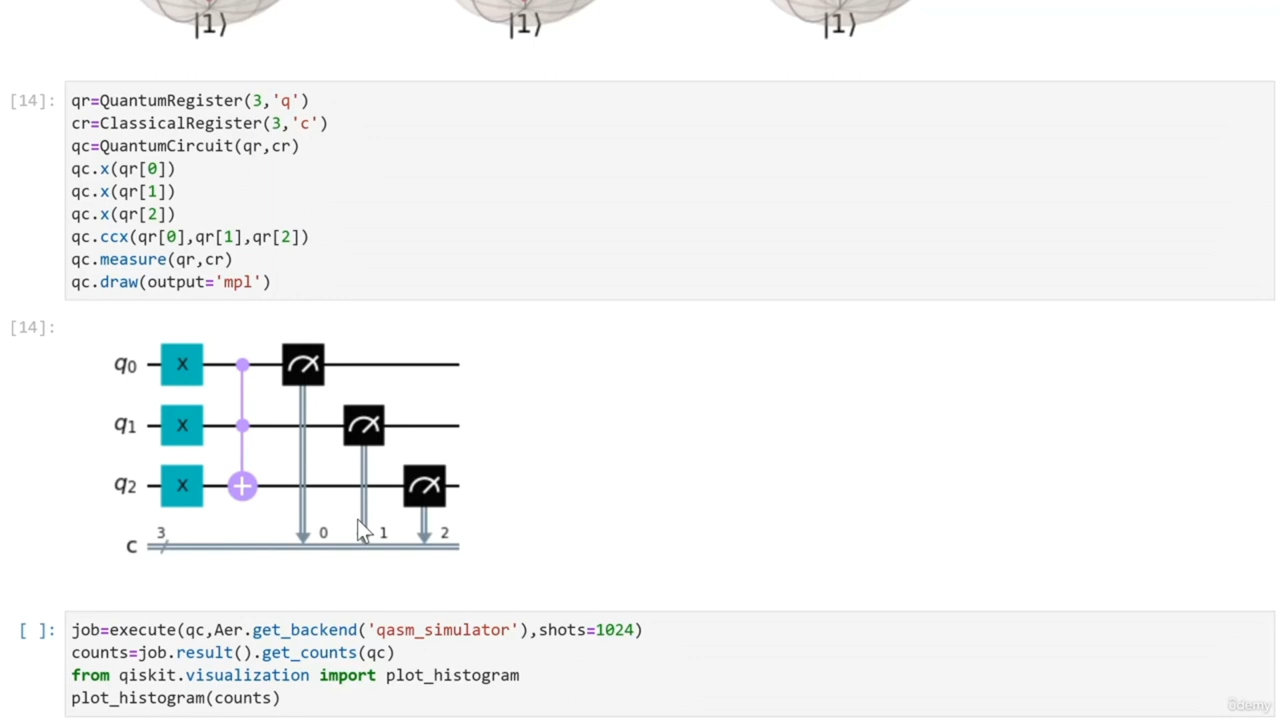 |1⟩ |1⟩ |1⟩
[14]:
qr=QuantumRegister(3,'q')
cr=ClassicalRegister(3,'c')
qc=QuantumCircuit(qr,cr)
qc.x(qr[0])
qc.x(qr[1])
qc.x(qr[2])
qc.ccx(qr[0],qr[1],qr[2])
qc.measure(qr,cr)
qc.draw(output='mpl')
[14]:
q0 X
q1 X
q2 X +
3 0 1 2
c
[ ]:
job=execute(qc,Aer.get_backend('qasm_simulator'),shots=1024)
counts=job.result().get_counts(qc)
from qiskit.visualization import plot_histogram
plot_histogram(counts)
ûdemy